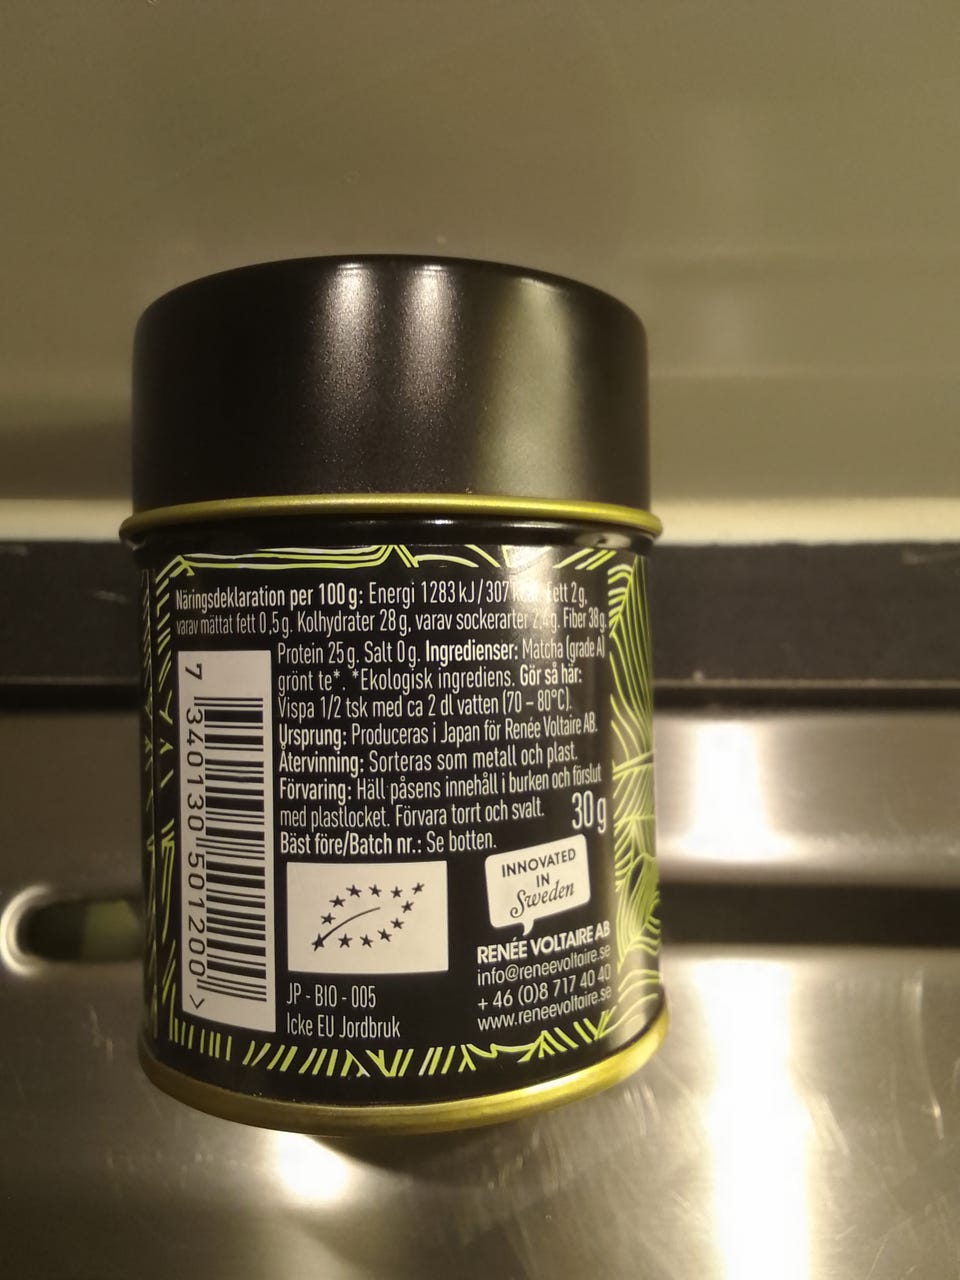 Näringsdeklaration per 100 g: Energi 1283 kJ/307 kcal. Fett 2 g,
varav mättat fett 0,5 g. Kolhydrater 28 g, varav sockerarter 2,4 g. Fiber 38 g.
Protein 25 g. Salt 0 g. Ingredienser: Matcha (grade A)
grönt te*. *Ekologisk ingrediens. Gör så här:
Vispa 1/2 tsk med ca 2 dl vatten (70 – 80°C).
Ursprung: Produceras i Japan för Renée Voltaire AB.
Återvinning: Sorteras som metall och plast.
Förvaring: Häll påsens innehåll i burken och förslut
med plastlocket. Förvara torrt och svalt.
30 g
Bäst före/Batch nr.: Se botten.
7 340130 501200 >
INNOVATED
IN
Sweden
RENÉE VOLTAIRE AB
info@reneevoltaire.se
+ 46 (0)8 717 40 40
www.reneevoltaire.se
JP - BIO - 005
Icke EU Jordbruk